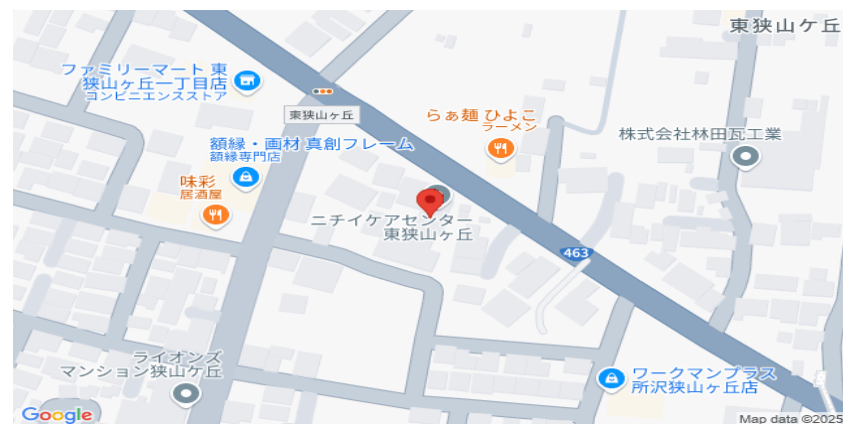 東狭山ケ丘
ファミリーマート 東
狭山ヶ丘一丁目店
コンビニエンスストア
東狭山ヶ丘
らぁ麺 ひよこ
ラーメン
株式会社林田瓦工業
額縁・画材 真創フレーム
額縁専門店
味彩
居酒屋
ニチイケアセンター
東狭山ヶ丘
463
ライオンズ
マンション狭山ケ丘
ワークマンプラス
所沢狭山ヶ丘店
Google
Map data ©2025